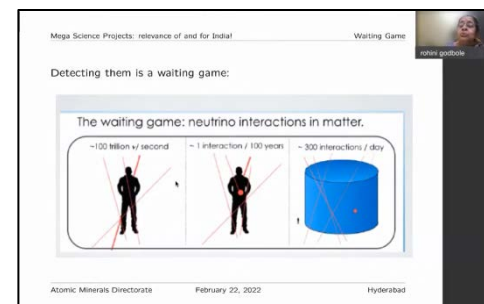 Mega Science Projects: relevance of and for India! Waiting Game
rohini godbole
Detecting them is a waiting game:
The waiting game: neutrino interactions in matter.
~100 trillion ν/ second ~ 1 interaction / 100 years ~ 300 interactions / day
Atomic Minerals Directorate February 22, 2022 Hyderabad